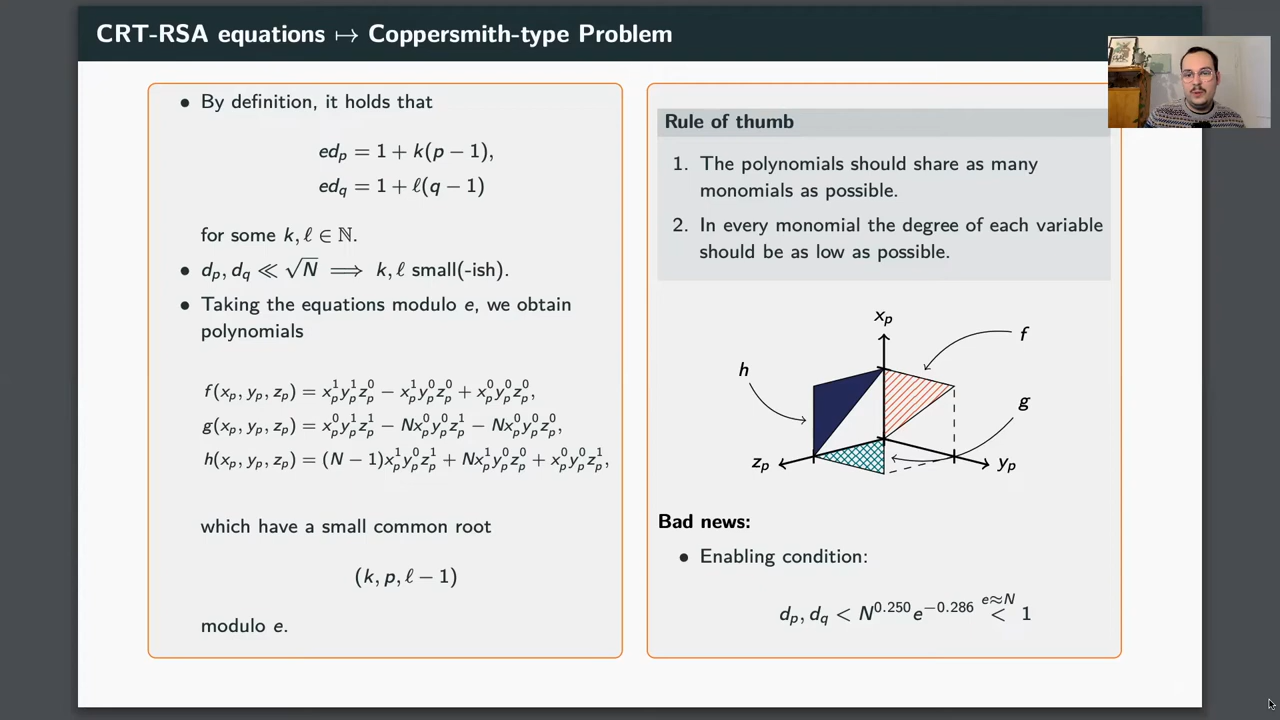 CRT-RSA equations ↦ Coppersmith-type Problem
• By definition, it holds that
ed_p = 1 + k(p − 1),
ed_q = 1 + ℓ(q − 1)
for some k, ℓ ∈ ℕ.
• d_p, d_q ≪ √N ⟹ k, ℓ small(-ish).
• Taking the equations modulo e, we obtain
polynomials
f(x_p, y_p, z_p) = x_p^1 y_p^1 z_p^0 − x_p^1 y_p^0 z_p^0 + x_p^0 y_p^0 z_p^0,
g(x_p, y_p, z_p) = x_p^0 y_p^1 z_p^1 − N x_p^0 y_p^0 z_p^1 − N x_p^0 y_p^0 z_p^0,
h(x_p, y_p, z_p) = (N − 1) x_p^1 y_p^0 z_p^1 + N x_p^1 y_p^0 z_p^0 + x_p^0 y_p^0 z_p^1,
which have a small common root
(k, p, ℓ − 1)
modulo e.
Rule of thumb
1. The polynomials should share as many
monomials as possible.
2. In every monomial the degree of each variable
should be as low as possible.
x_p
f
h
g
z_p
y_p
Bad news:
• Enabling condition:
d_p, d_q < N^0.250 e^−0.286 <^{e≈N} 1